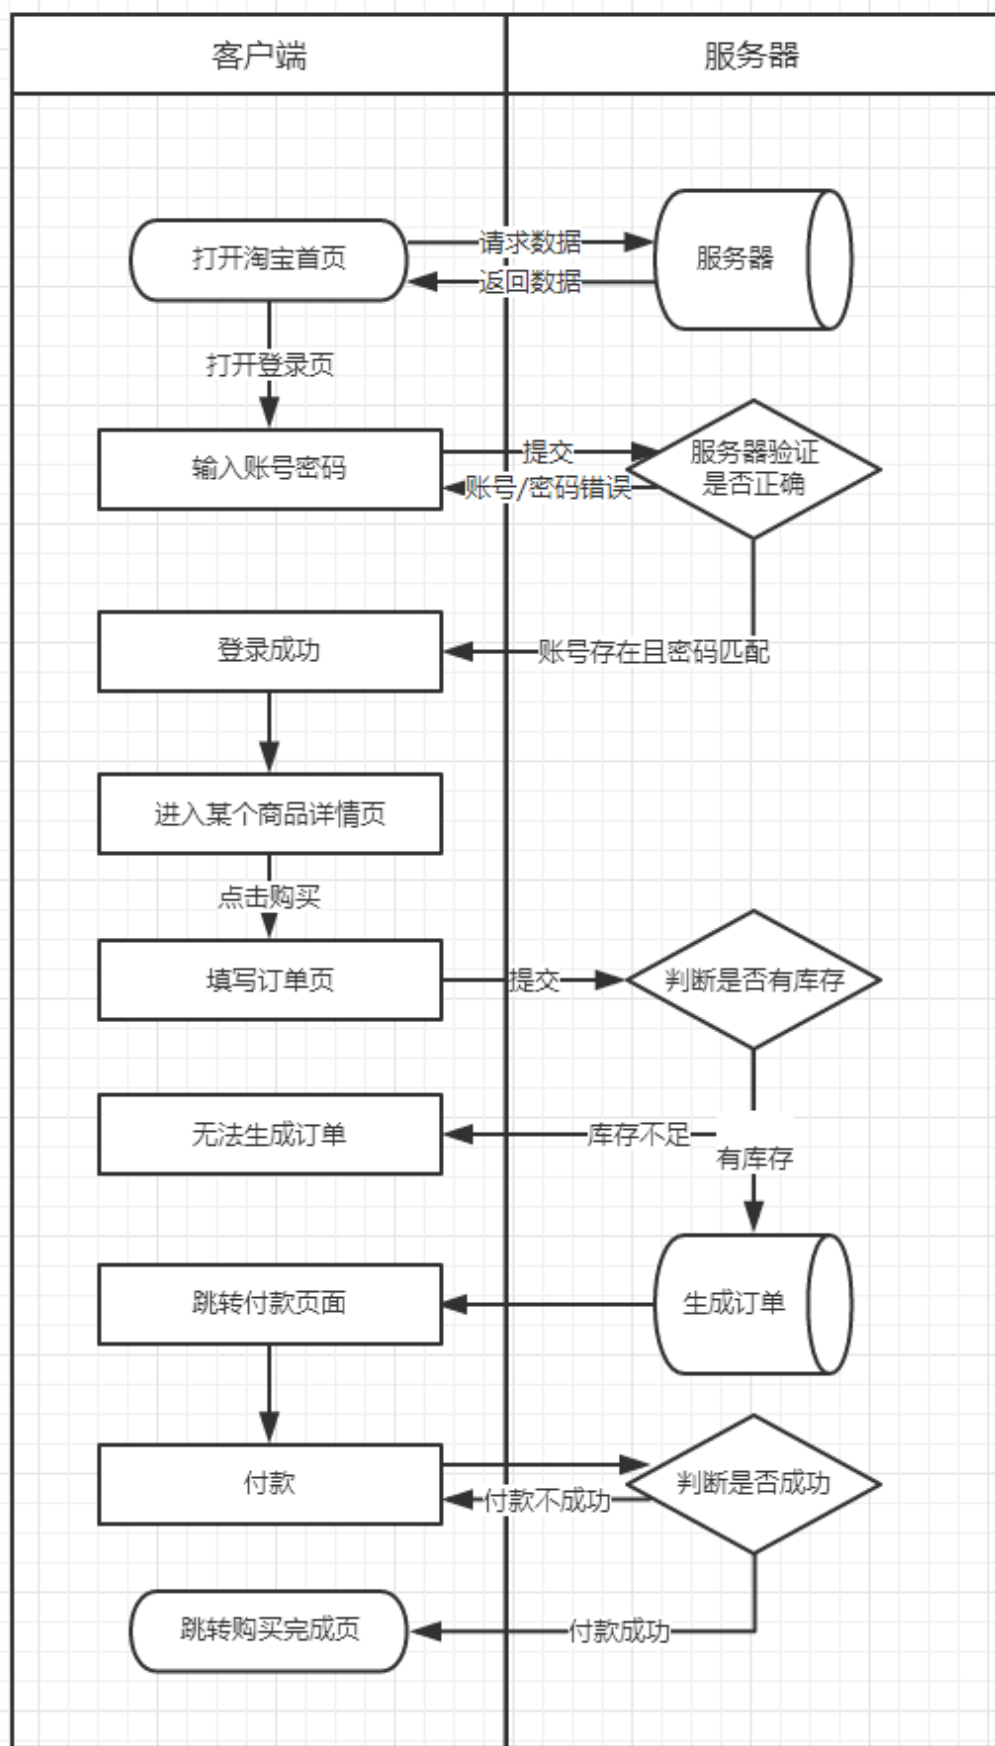 客户端
服务器
打开淘宝首页
请求数据
返回数据
服务器
打开登录页
输入账号密码
提交
账号/密码错误
服务器验证
是否正确
登录成功
账号存在且密码匹配
进入某个商品详情页
点击购买
填写订单页
提交
判断是否有库存
无法生成订单
库存不足
有库存
跳转付款页面
生成订单
付款
付款不成功
判断是否成功
跳转购买完成页
付款成功